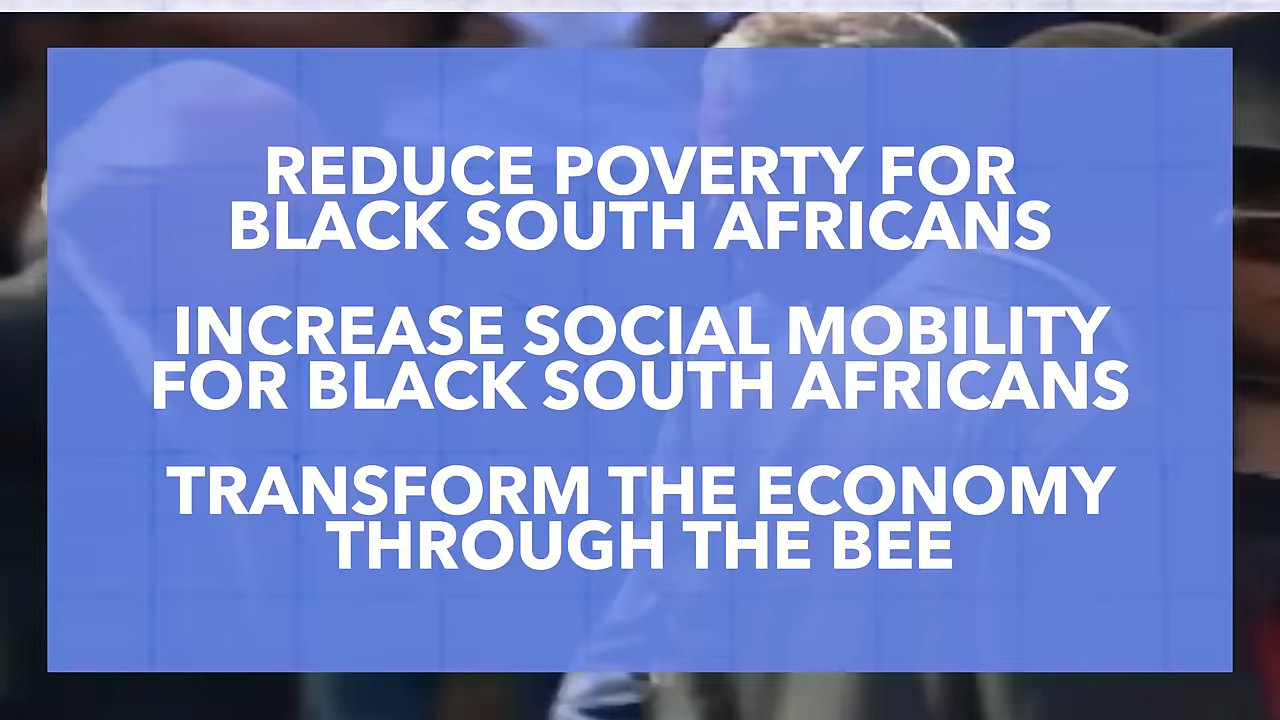 REDUCE POVERTY FOR
BLACK SOUTH AFRICANS
INCREASE SOCIAL MOBILITY
FOR BLACK SOUTH AFRICANS
TRANSFORM THE ECONOMY
THROUGH THE BEE